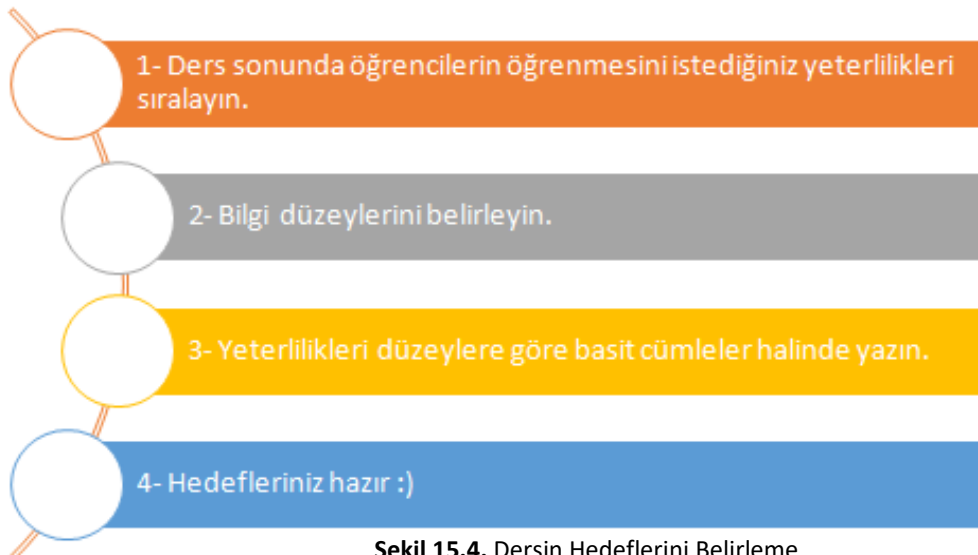 1- Ders sonunda öğrencilerin öğrenmesini istediğiniz yeterlilikleri
sıralayın.
2- Bilgi düzeylerini belirleyin.
3- Yeterlilikleri düzeylere göre basit cümleler halinde yazın.
4- Hedefleriniz hazır :)
Şekil 15.4. Dersin Hedeflerini Belirleme